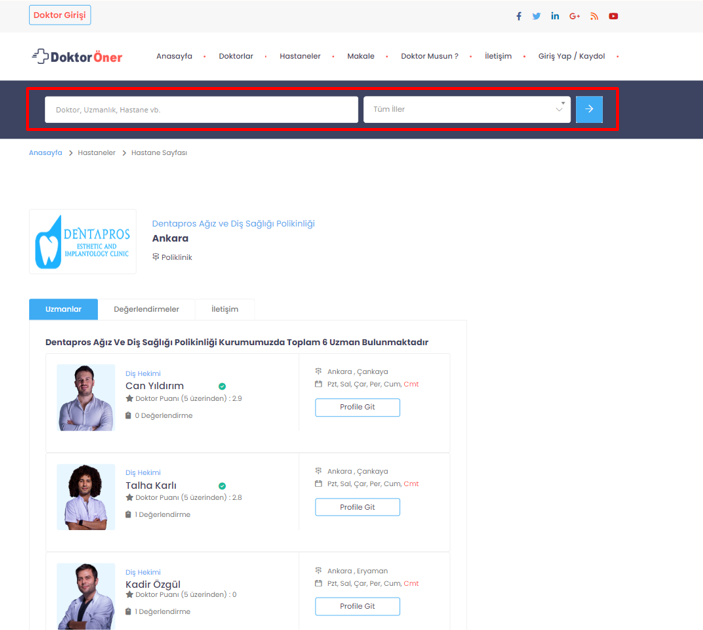 Doktor Girişi
DoktorÖner
Anasayfa
Doktorlar
Hastaneler
Makale
Doktor Musun ?
İletişim
Giriş Yap / Kaydol
Doktor, Uzmanlık, Hastane vb.
Tüm İller
Anasayfa > Hastaneler > Hastane Sayfası
DENTAPROS
ESTHETIC AND
IMPLANTOLOGY CLINIC
Dentapros Ağız ve Diş Sağlığı Polikinliği
Ankara
Poliklinik
Uzmanlar
Değerlendirmeler
İletişim
Dentapros Ağız Ve Diş Sağlığı Polikinliği Kurumumuzda Toplam 6 Uzman Bulunmaktadır
Diş Hekimi
Can Yıldırım
Doktor Puanı (5 üzerinden) : 2.9
0 Değerlendirme
Ankara , Çankaya
Pzt, Sal, Çar, Per, Cum, Cmt
Profile Git
Diş Hekimi
Talha Karlı
Doktor Puanı (5 üzerinden) : 2.8
1 Değerlendirme
Ankara , Çankaya
Pzt, Sal, Çar, Per, Cum, Cmt
Profile Git
Diş Hekimi
Kadir Özgül
Doktor Puanı (5 üzerinden) : 0
1 Değerlendirme
Ankara , Eryaman
Pzt, Sal, Çar, Per, Cum, Cmt
Profile Git